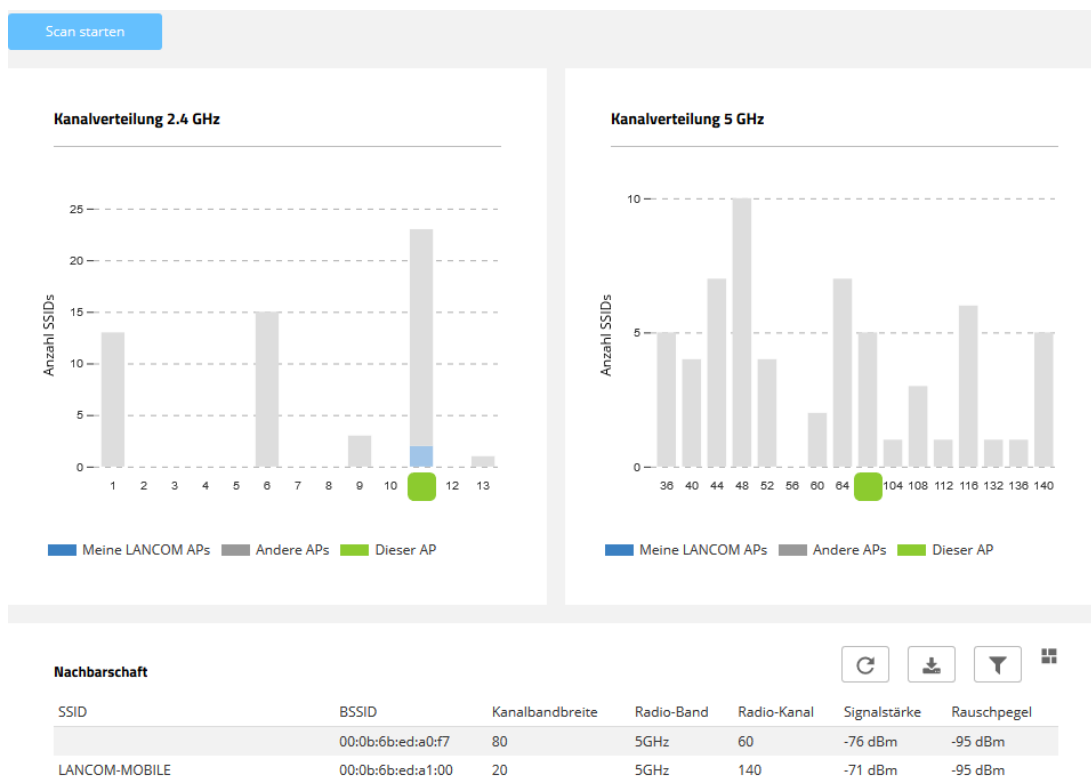 Scan starten
Kanalverteilung 2.4 GHz
25
20
15
10
5
0
Anzahl SSIDs
1 2 3 4 5 6 7 8 9 10 12 13
Meine LANCOM APs Andere APs Dieser AP
Kanalverteilung 5 GHz
10
5
0
Anzahl SSIDs
36 40 44 48 52 56 60 64 104 108 112 116 132 136 140
Meine LANCOM APs Andere APs Dieser AP
Nachbarschaft
SSID BSSID Kanalbandbreite Radio-Band Radio-Kanal Signalstärke Rauschpegel
00:0b:6b:ed:a0:f7 80 5GHz 60 -76 dBm -95 dBm
LANCOM-MOBILE 00:0b:6b:ed:a1:00 20 5GHz 140 -71 dBm -95 dBm